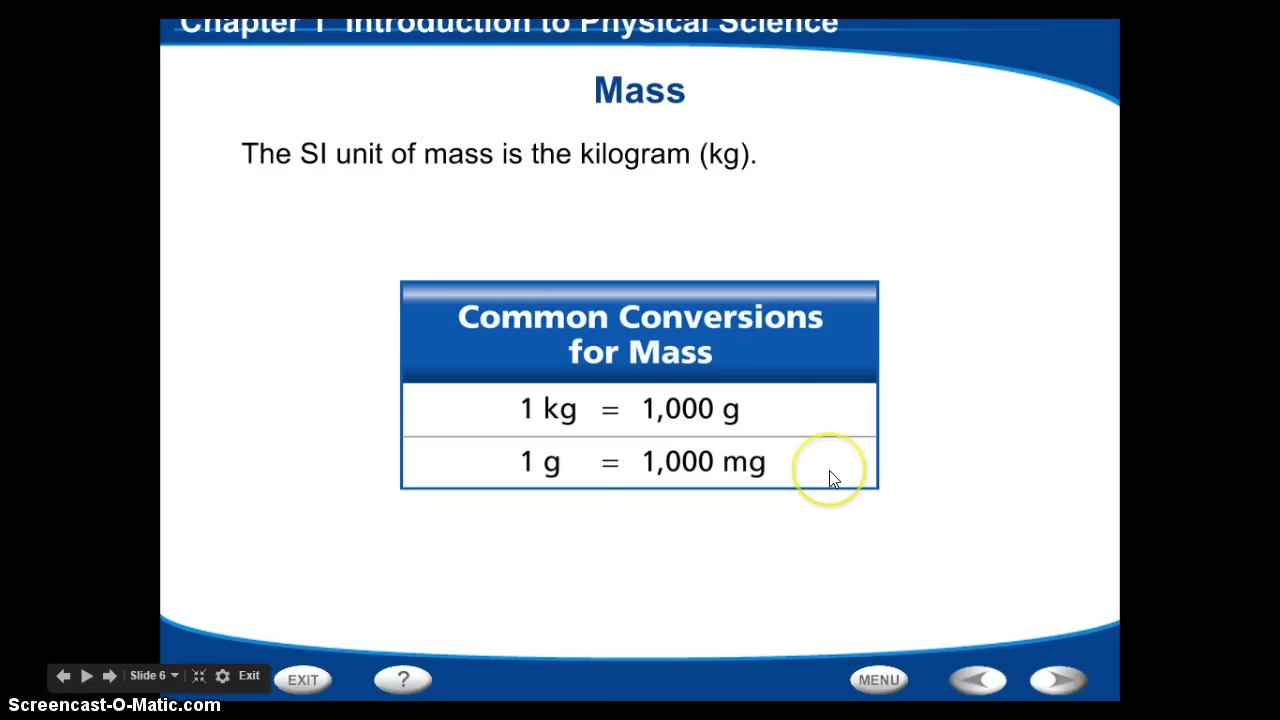 Chapter 1 Introduction to Physical Science
Mass
The SI unit of mass is the kilogram (kg).
Common Conversions
for Mass
1 kg = 1,000 g
1 g = 1,000 mg
Slide 6
Exit
EXIT
?
MENU
Screencast-O-Matic.com